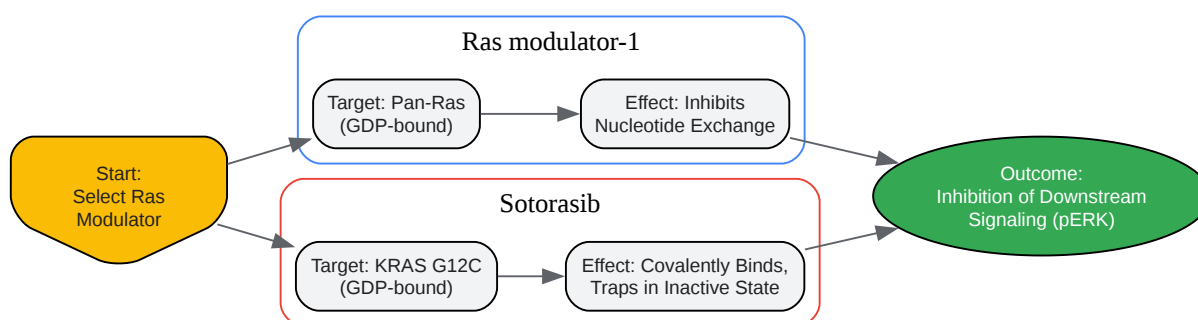 Ras modulator-1
Target: Pan-Ras
(GDP-bound)
Effect: Inhibits
Nucleotide Exchange
Start:
Select Ras
Modulator
Outcome:
Inhibition of Downstream
Signaling (pERK)
Sotorasib
Target: KRAS G12C
(GDP-bound)
Effect: Covalently Binds,
Traps in Inactive State